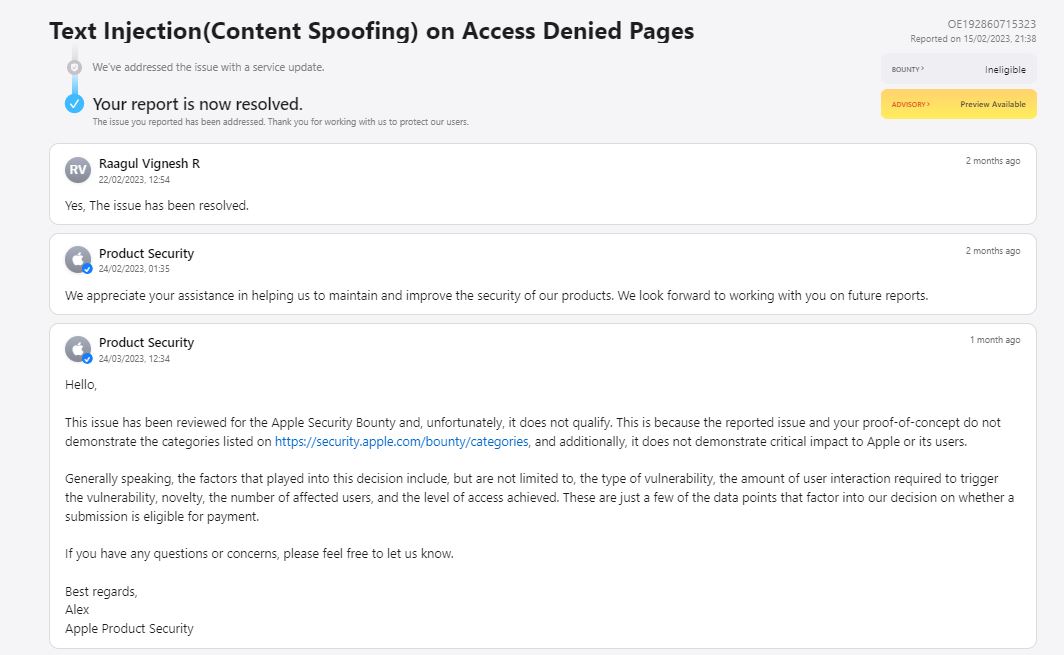 Text Injection(Content Spoofing) on Access Denied Pages
OE192860715323
Reported on 15/02/2023, 21:38
We've addressed the issue with a service update.
BOUNTY› Ineligible
Your report is now resolved.
ADVISORY› Preview Available
The issue you reported has been addressed. Thank you for working with us to protect our users.
RV Raagul Vignesh R 2 months ago
22/02/2023, 12:54
Yes, The issue has been resolved.
Product Security 2 months ago
24/02/2023, 01:35
We appreciate your assistance in helping us to maintain and improve the security of our products. We look forward to working with you on future reports.
Product Security 1 month ago
24/03/2023, 12:34
Hello,
This issue has been reviewed for the Apple Security Bounty and, unfortunately, it does not qualify. This is because the reported issue and your proof-of-concept do not
demonstrate the categories listed on https://security.apple.com/bounty/categories, and additionally, it does not demonstrate critical impact to Apple or its users.
Generally speaking, the factors that played into this decision include, but are not limited to, the type of vulnerability, the amount of user interaction required to trigger
the vulnerability, novelty, the number of affected users, and the level of access achieved. These are just a few of the data points that factor into our decision on whether a
submission is eligible for payment.
If you have any questions or concerns, please feel free to let us know.
Best regards,
Alex
Apple Product Security